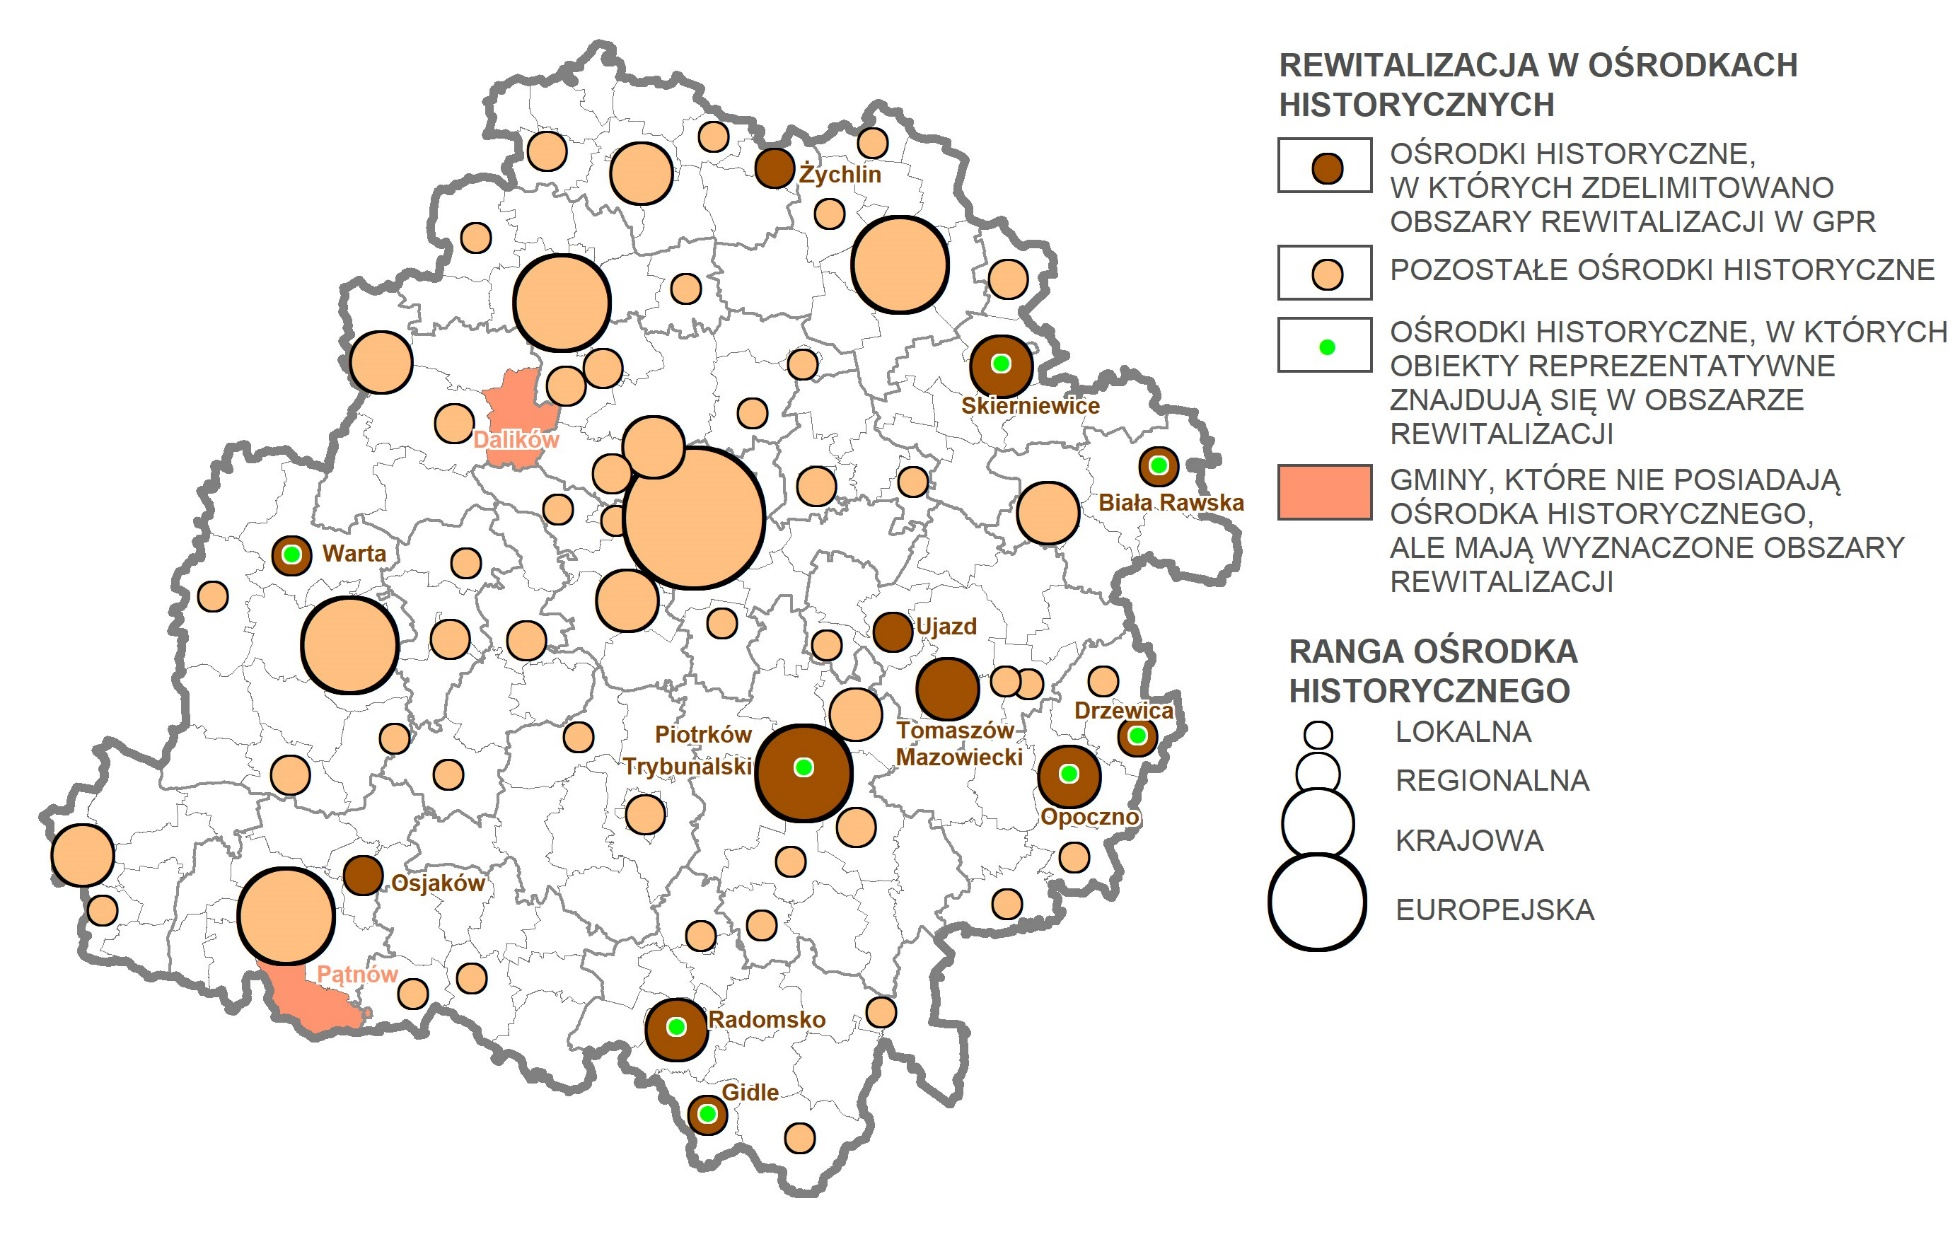 REWITALIZACJA W OŚRODKACH
HISTORYCZNYCH
OŚRODKI HISTORYCZNE,
W KTÓRYCH ZDELIMITOWANO
OBSZARY REWITALIZACJI W GPR
POZOSTAŁE OŚRODKI HISTORYCZNE
OŚRODKI HISTORYCZNE, W KTÓRYCH
OBIEKTY REPREZENTATYWNE
ZNAJDUJĄ SIĘ W OBSZARZE
REWITALIZACJI
GMINY, KTÓRE NIE POSIADAJĄ
OŚRODKA HISTORYCZNEGO,
ALE MAJĄ WYZNACZONE OBSZARY
REWITALIZACJI
RANGA OŚRODKA
HISTORYCZNEGO
LOKALNA
REGIONALNA
KRAJOWA
EUROPEJSKA
Żychlin
Skierniewice
Dalików
Biała Rawska
Warta
Ujazd
Drzewica
Tomaszów
Mazowiecki
Piotrków
Trybunalski
Opoczno
Osjaków
Pątnów
Radomsko
Gidle